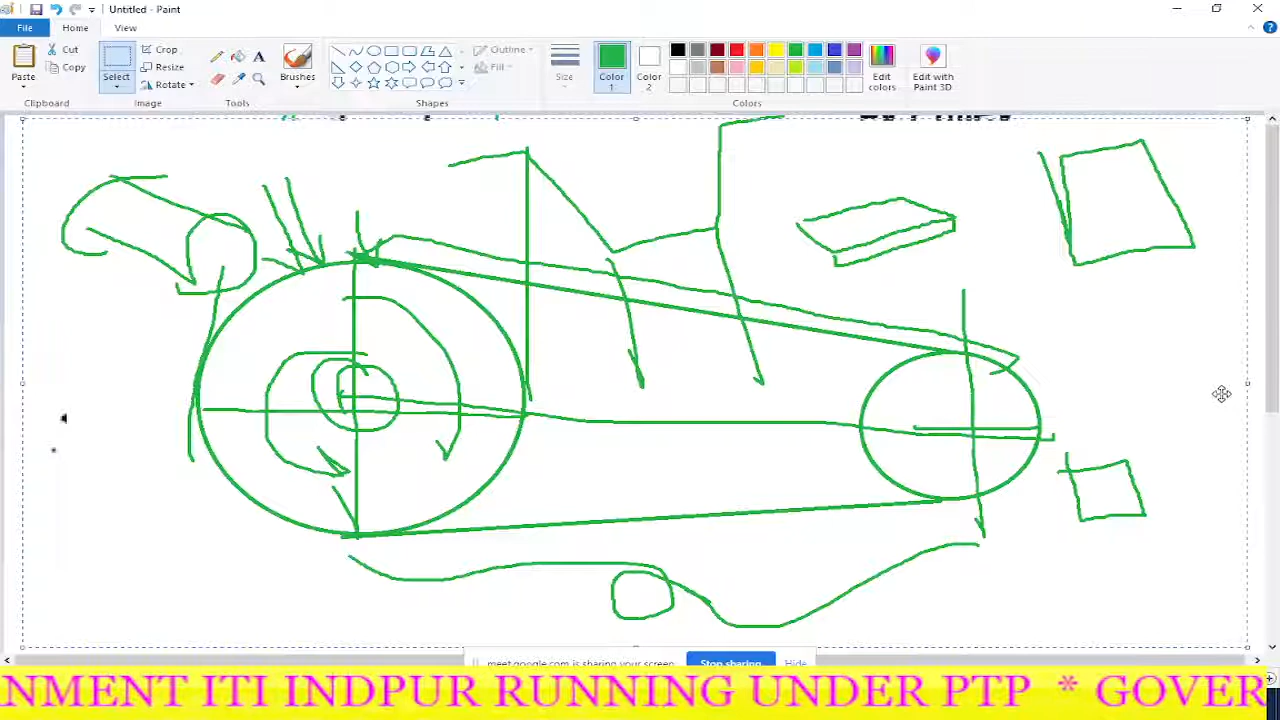 Untitled - Paint
File
Home
View
Paste
Cut
Copy
Clipboard
Select
Crop
Resize
Rotate
Image
A
Tools
Brushes
Outline
Fill
Shapes
Size
Color 1
Color 2
Edit colors
Edit with Paint 3D
Colors
meet.google.com is sharing your screen.
Stop sharing
Hide
NMENT ITI INDPUR RUNNING UNDER PTP * GOVER